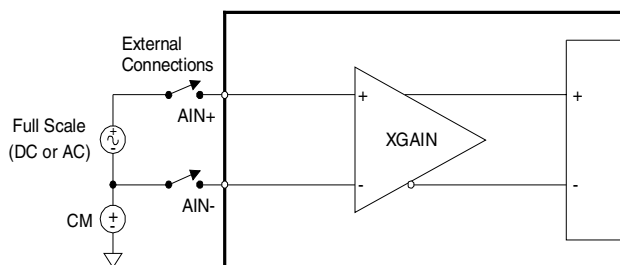 External
Connections
AIN+
Full Scale
(DC or AC)
+
-
+
XGAIN
-
+
-
AIN-
CM
+
-